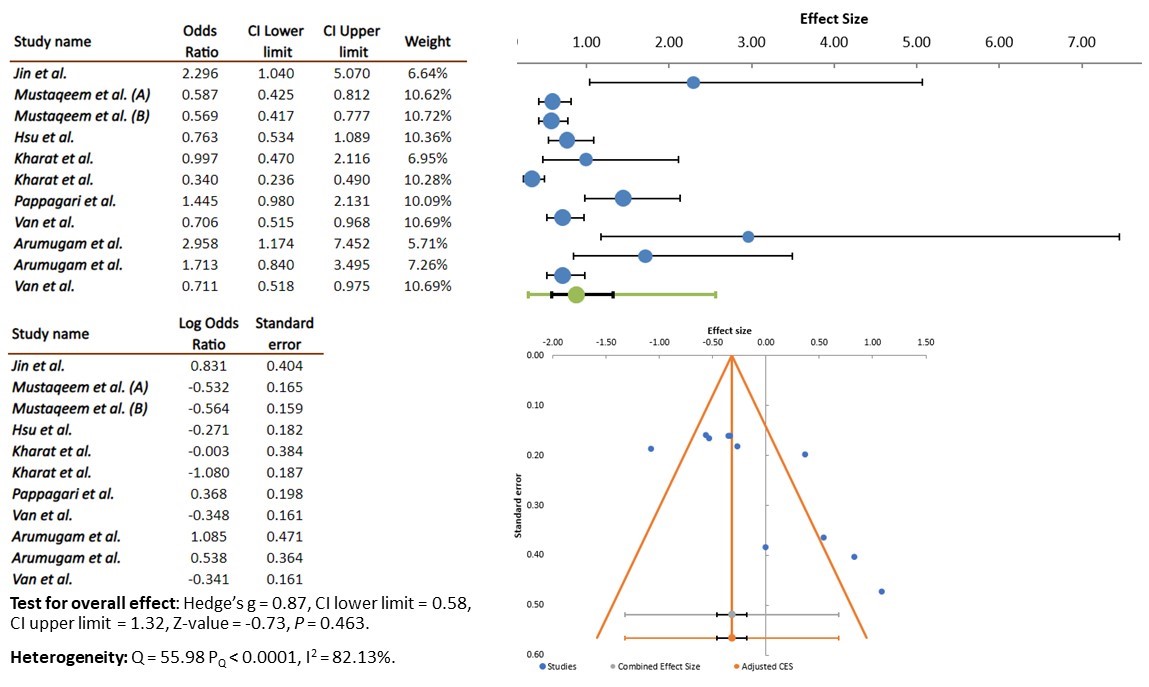 Study name Odds Ratio CI Lower limit CI Upper limit Weight
Jin et al. 2.296 1.040 5.070 6.64%
Mustaqeem et al. (A) 0.587 0.425 0.812 10.62%
Mustaqeem et al. (B) 0.569 0.417 0.777 10.72%
Hsu et al. 0.763 0.534 1.089 10.36%
Kharat et al. 0.997 0.470 2.116 6.95%
Kharat et al. 0.340 0.236 0.490 10.28%
Pappagari et al. 1.445 0.980 2.131 10.09%
Van et al. 0.706 0.515 0.968 10.69%
Arumugam et al. 2.958 1.174 7.452 5.71%
Arumugam et al. 1.713 0.840 3.495 7.26%
Van et al. 0.711 0.518 0.975 10.69%
Effect Size
1.00 2.00 3.00 4.00 5.00 6.00 7.00
Study name Log Odds Ratio Standard error
Jin et al. 0.831 0.404
Mustaqeem et al. (A) -0.532 0.165
Mustaqeem et al. (B) -0.564 0.159
Hsu et al. -0.271 0.182
Kharat et al. -0.003 0.384
Kharat et al. -1.080 0.187
Pappagari et al. 0.368 0.198
Van et al. -0.348 0.161
Arumugam et al. 1.085 0.471
Arumugam et al. 0.538 0.364
Van et al. -0.341 0.161
Test for overall effect: Hedge's g = 0.87, CI lower limit = 0.58,
CI upper limit = 1.32, Z-value = -0.73, P = 0.463.
Heterogeneity: Q = 55.98 PQ < 0.0001, I² = 82.13%.
Effect size
-2.00 -1.50 -1.00 -0.50 0.00 0.50 1.00 1.50
0.00
0.10
0.20
0.30
0.40
0.50
0.60
Standard error
Studies Combined Effect Size Adjusted CES